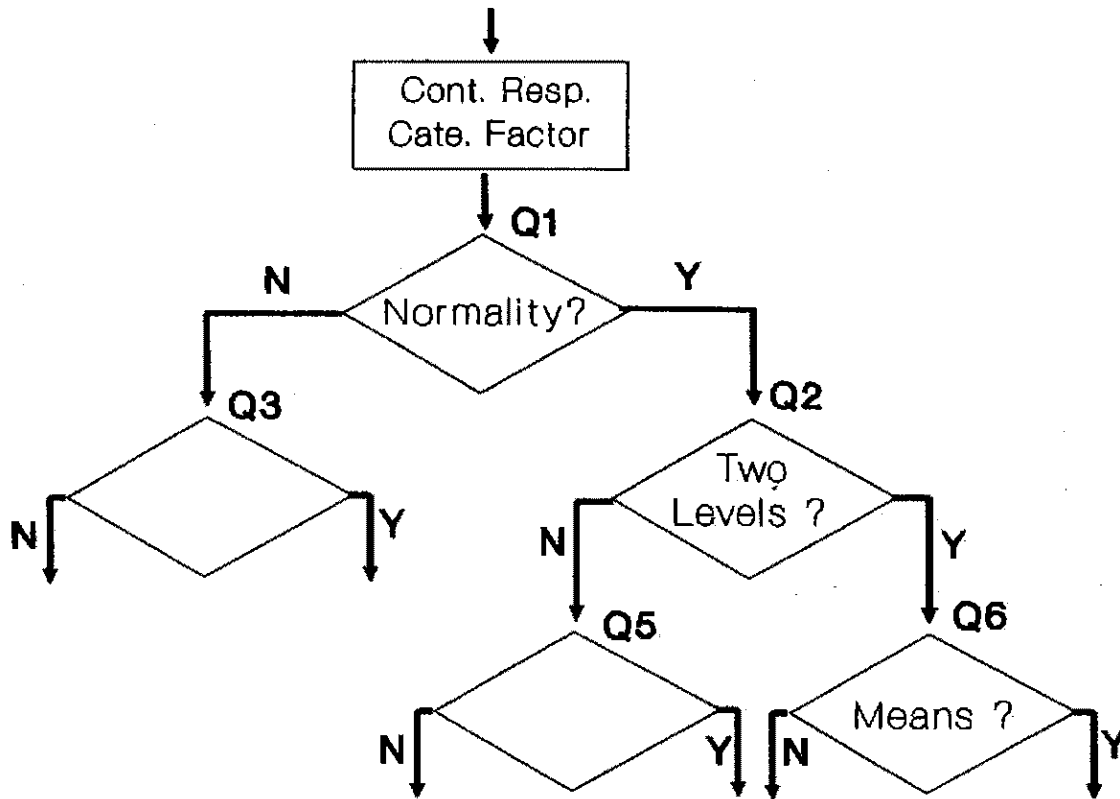 Cont. Resp.
Cate. Factor
Q1
N
Y
Normality?
Q3
Q2
N
Y
Two
Levels ?
N
Y
Q5
Q6
N
Y
Means ?
N
Y